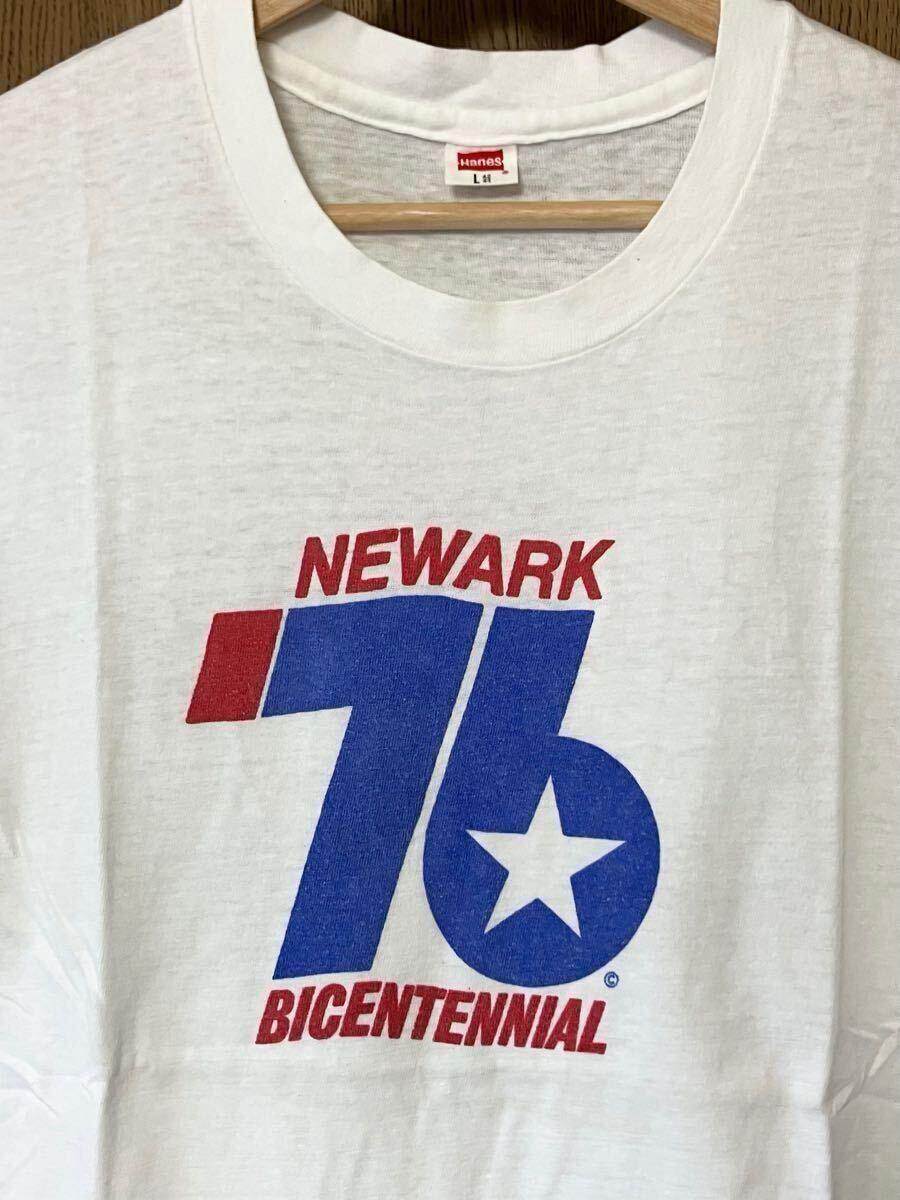 Hanes
L
NEWARK
'76
©
BICENTENNIAL